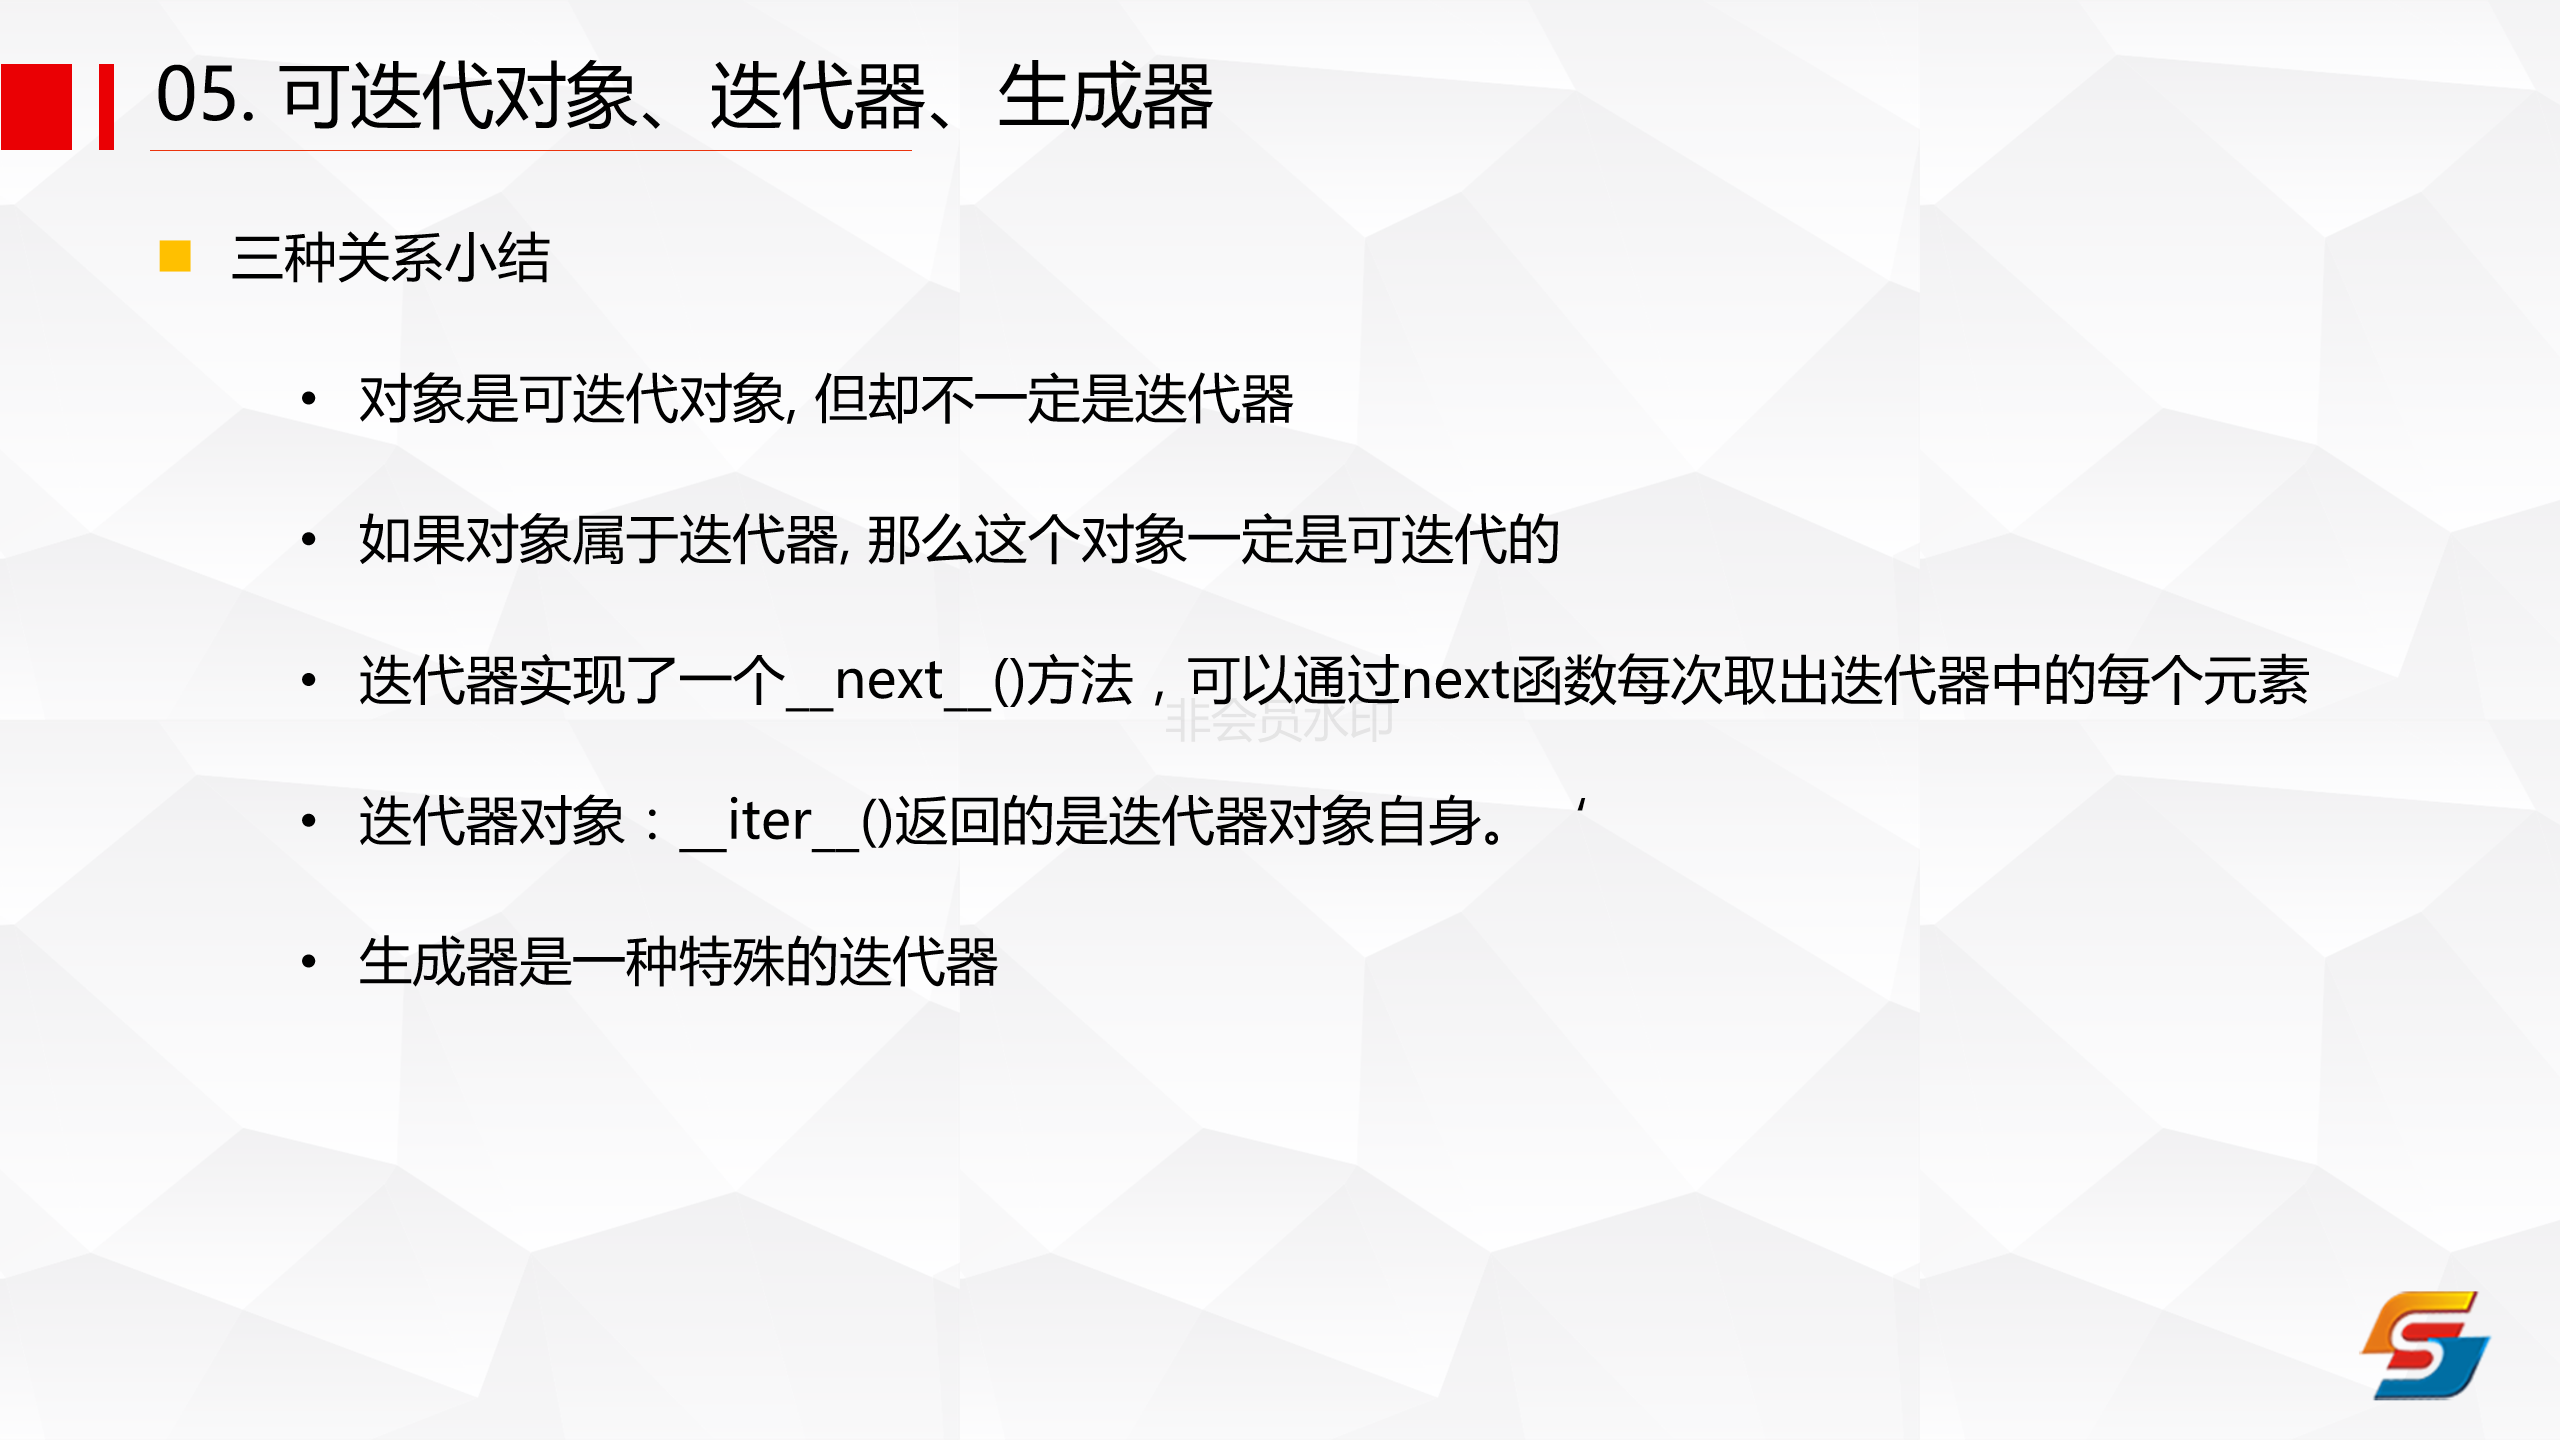 05. 可迭代对象、迭代器、生成器
三种关系小结
• 对象是可迭代对象, 但却不一定是迭代器
• 如果对象属于迭代器, 那么这个对象一定是可迭代的
• 迭代器实现了一个__next__()方法，可以通过next函数每次取出迭代器中的每个元素
非会员水印
• 迭代器对象：__iter__()返回的是迭代器对象自身。 ‘
• 生成器是一种特殊的迭代器